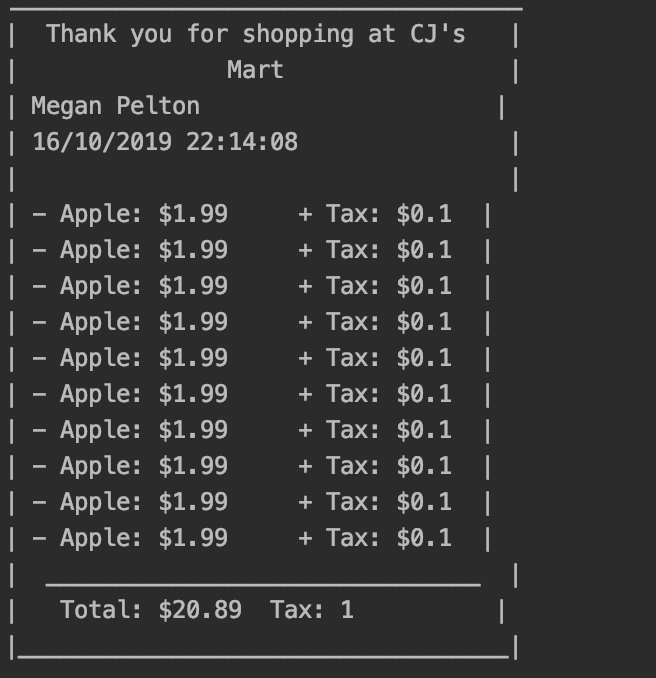 Thank you for shopping at CJ's
Mart
Megan Pelton
16/10/2019 22:14:08
- Apple: $1.99 + Tax: $0.1
- Apple: $1.99 + Tax: $0.1
- Apple: $1.99 + Tax: $0.1
- Apple: $1.99 + Tax: $0.1
- Apple: $1.99 + Tax: $0.1
- Apple: $1.99 + Tax: $0.1
- Apple: $1.99 + Tax: $0.1
- Apple: $1.99 + Tax: $0.1
- Apple: $1.99 + Tax: $0.1
- Apple: $1.99 + Tax: $0.1
Total: $20.89 Tax: 1